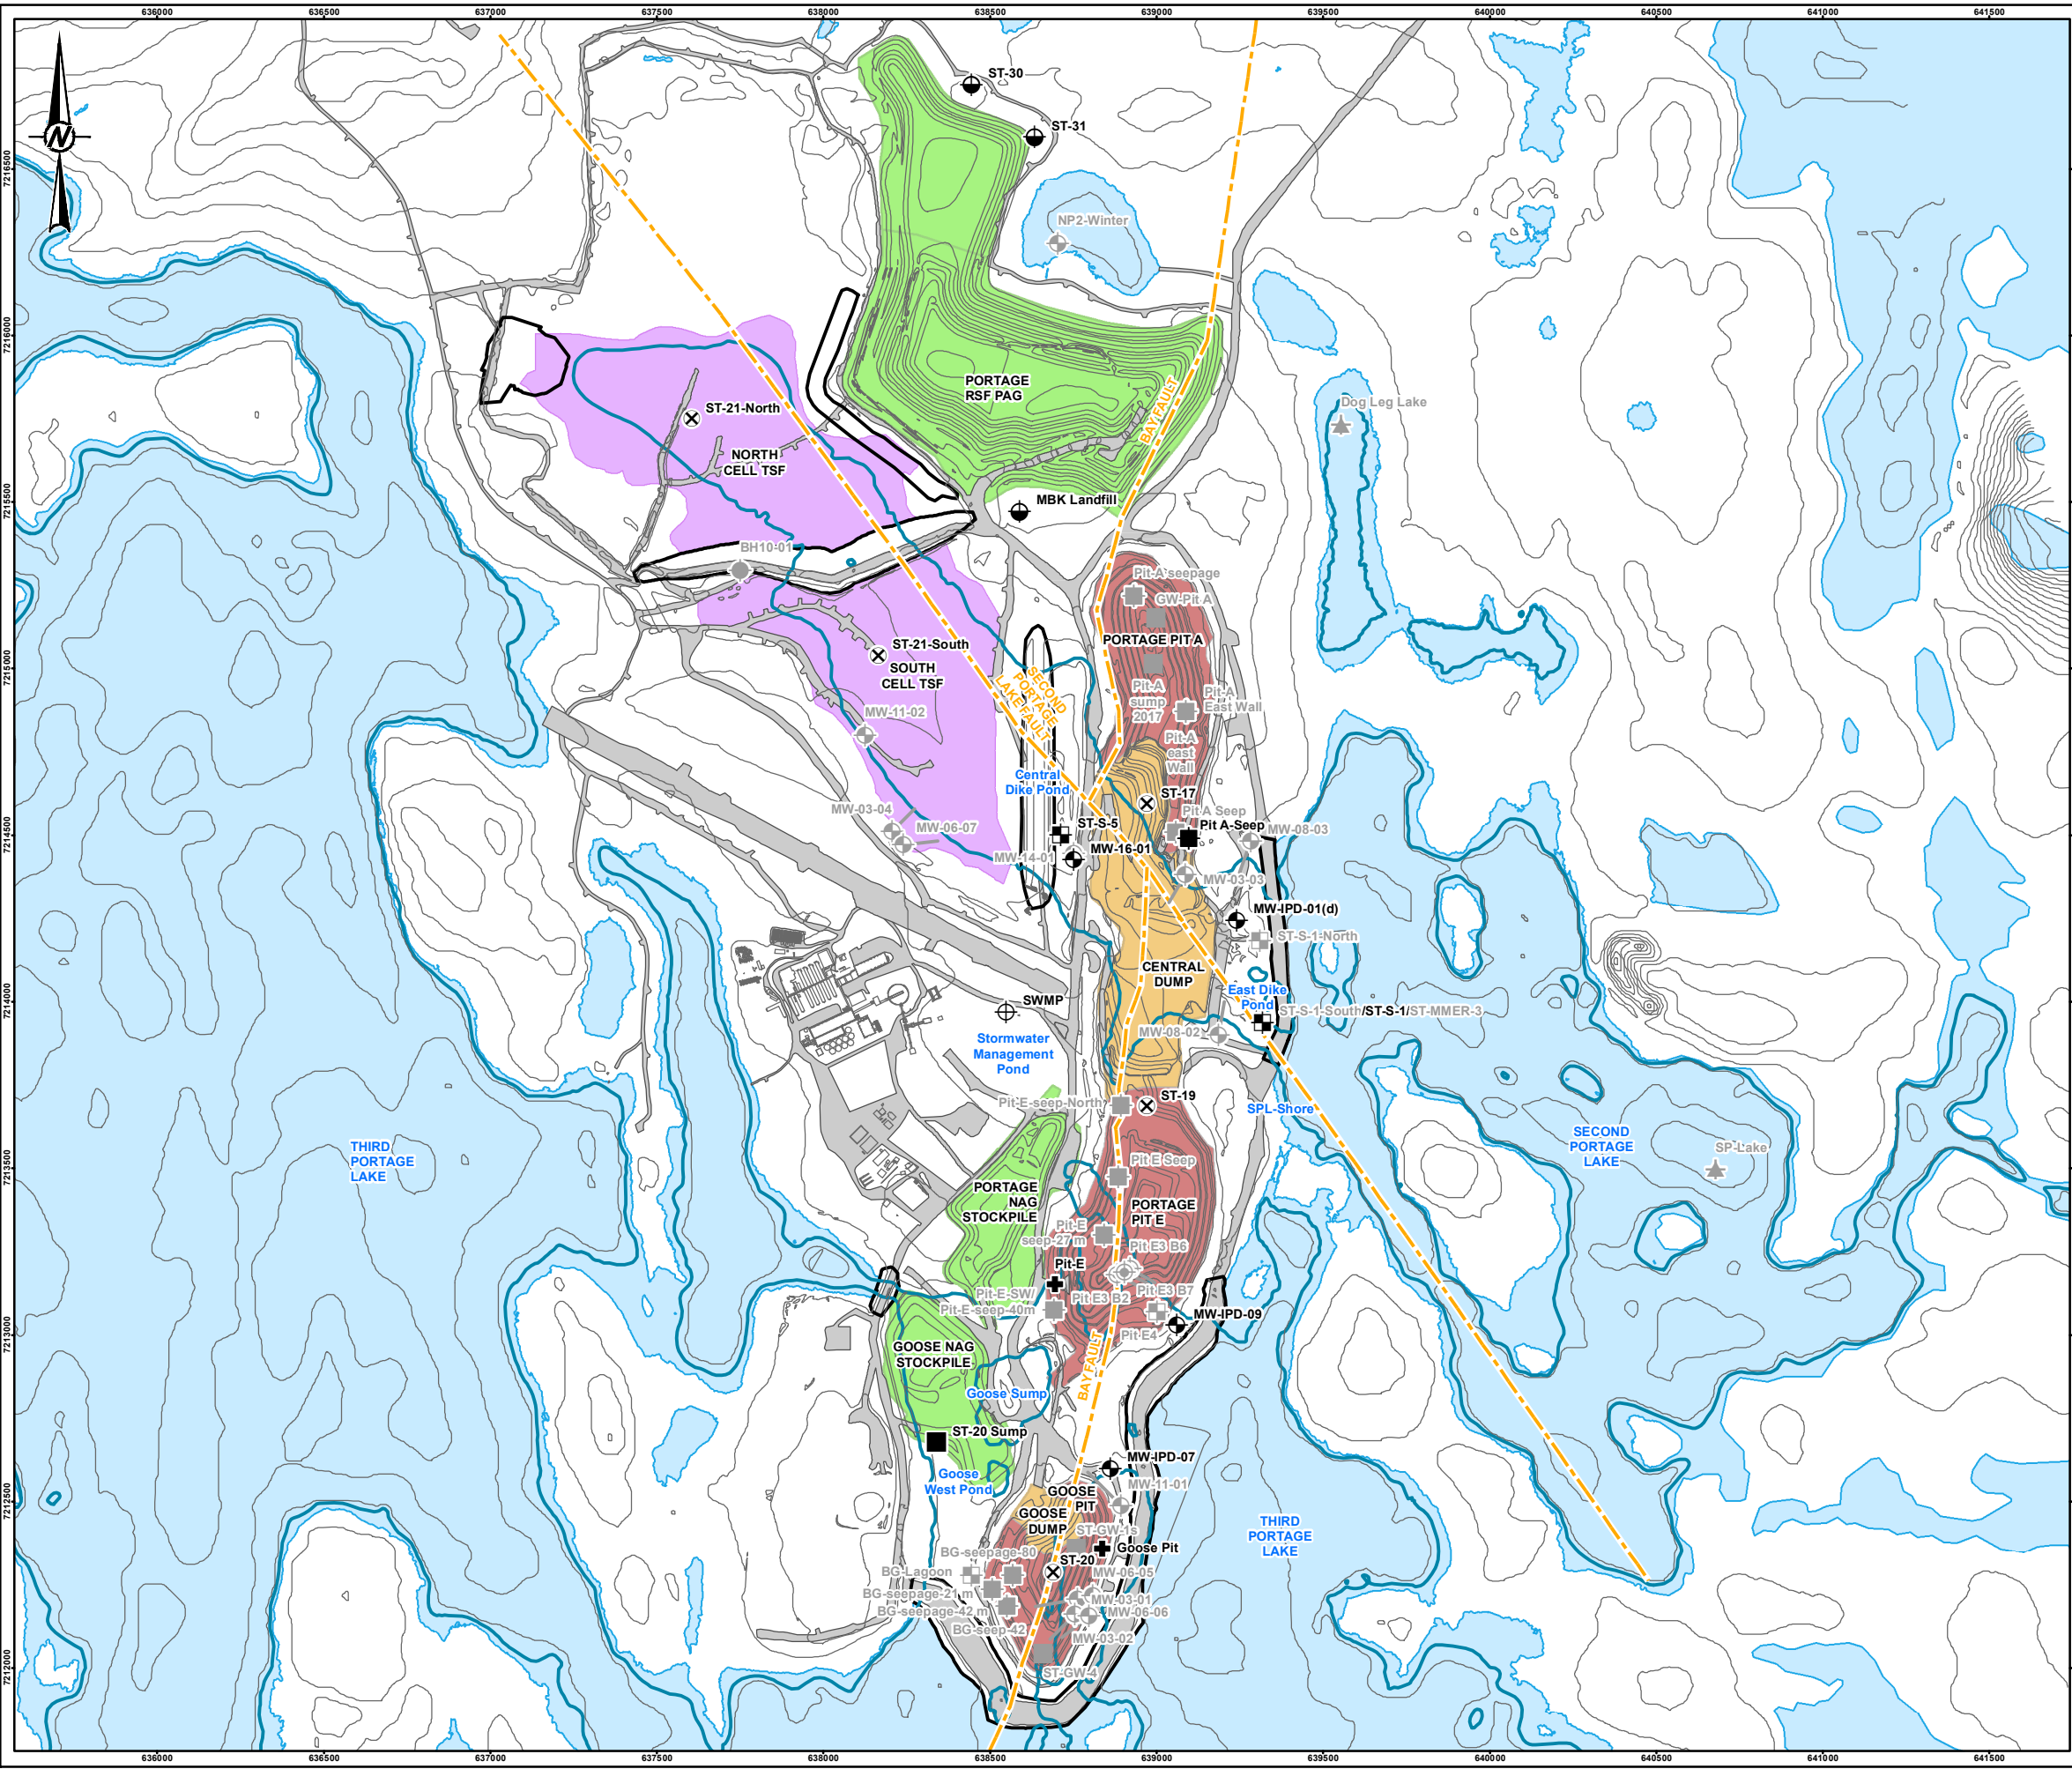 636000 636500 637000 637500 638000 638500 639000 639500 640000 640500 641000 641500
7216500
7216000
7215500
7215000
7214500
7214000
7213500
7213000
7212500
7212000
N
ST-30
ST-31
NP2-Winter
PORTAGE
RSF PAG
BAY FAULT
Dog Leg Lake
ST-21-North
NORTH
CELL TSF
MBK Landfill
BH10-01
Pit-A seepage
GW-Pit A
PORTAGE PIT A
ST-21-South
SOUTH
CELL TSF
SECOND
PORTAGE
LAKE FAULT
Pit-A
sump
2017
Pit-A
East Wall
MW-11-02
Pit-A
east
Wall
Central
Dike Pond
ST-17
MW-03-04
MW-06-07
Pit A Seep
ST-S-5
Pit A-Seep
MW-08-03
MW-14-01
MW-16-01
MW-03-03
MW-IPD-01(d)
ST-S-1-North
CENTRAL
DUMP
East Dike
Pond
SWMP
ST-S-1-South/ST-S-1/ST-MMER-3
MW-08-02
Stormwater
Management
Pond
Pit-E-seep-North
ST-19
SPL-Shore
THIRD
PORTAGE
LAKE
SECOND
PORTAGE
LAKE
SP-Lake
Pit E Seep
PORTAGE
NAG
STOCKPILE
PORTAGE
PIT E
Pit-E
seep-27 m
Pit E3 B6
Pit-E
Pit-E-SW/
Pit-E-seep-40m
Pit E3 B2
Pit E3 B7
MW-IPD-09
Pit E4
GOOSE NAG
STOCKPILE
BAY FAULT
Goose Sump
ST-20 Sump
Goose
West Pond
MW-IPD-07
MW-11-01
GOOSE
PIT
GOOSE
DUMP
ST-GW-1s
Goose Pit
THIRD
PORTAGE
LAKE
BG-seepage-80
ST-20
BG-Lagoon
MW-06-05
BG-seepage-21 m
MW-03-01
BG-seepage-42 m
MW-06-06
BG-seep-42
MW-03-02
ST-GW-4
636000 636500 637000 637500 638000 638500 639000 639500 640000 640500 641000 641500